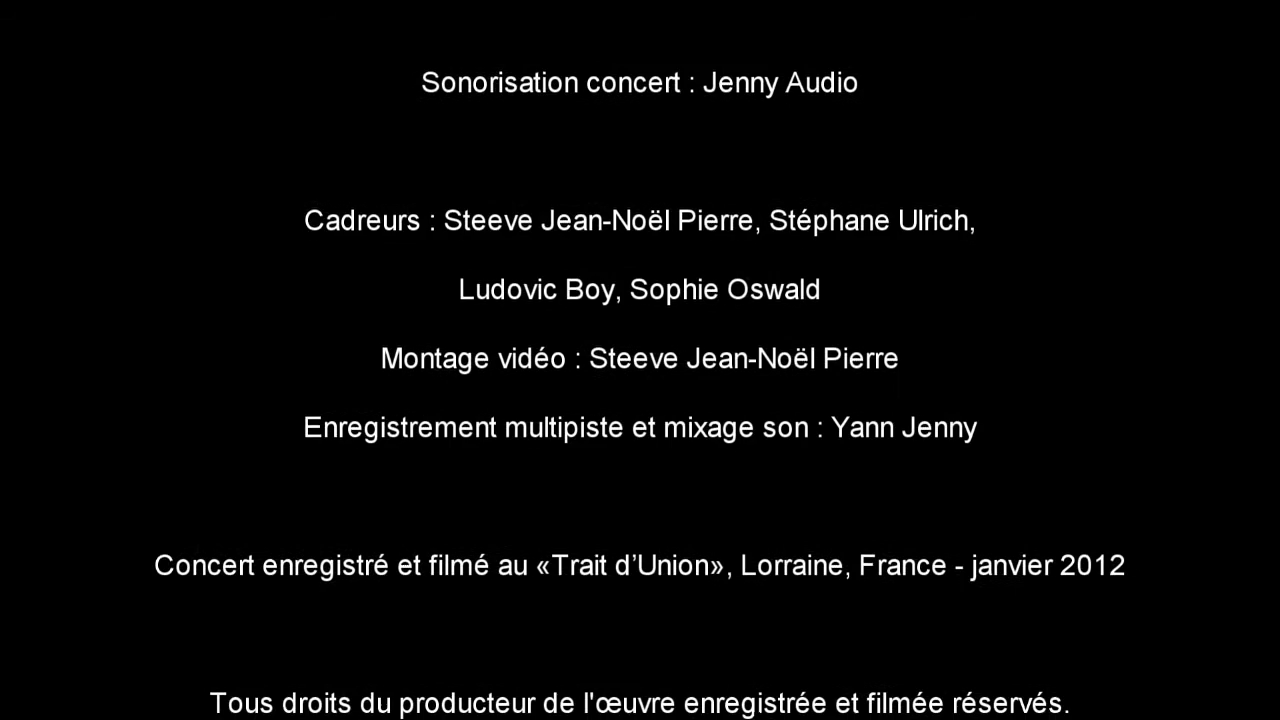 Sonorisation concert : Jenny Audio
Cadreurs : Steeve Jean-Noël Pierre, Stéphane Ulrich,
Ludovic Boy, Sophie Oswald
Montage vidéo : Steeve Jean-Noël Pierre
Enregistrement multipiste et mixage son : Yann Jenny
Concert enregistré et filmé au «Trait d’Union», Lorraine, France - janvier 2012
Tous droits du producteur de l'œuvre enregistrée et filmée réservés.